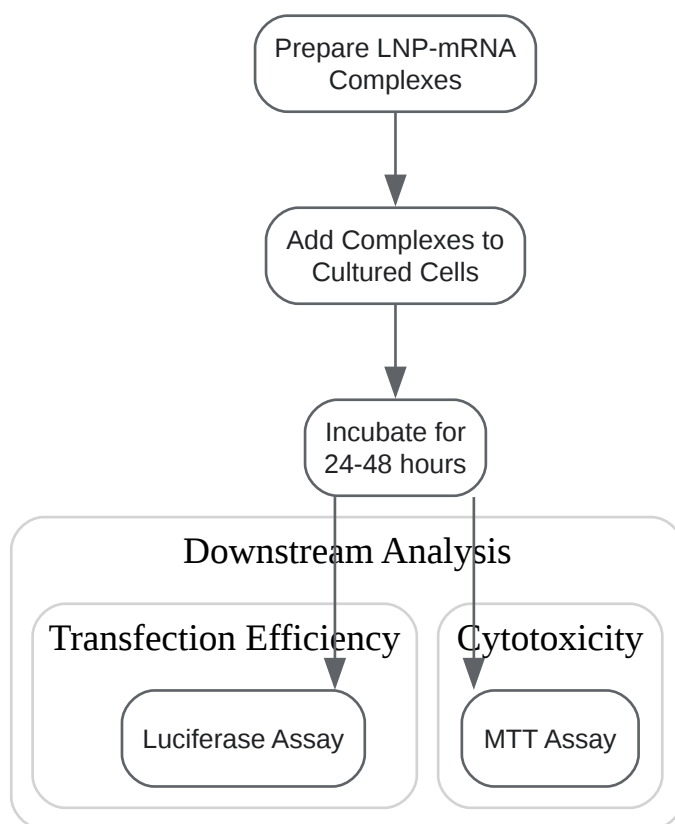 Prepare LNP-mRNA
Complexes
Add Complexes to
Cultured Cells
Incubate for
24-48 hours
Downstream Analysis
Transfection Efficiency
Cytotoxicity
Luciferase Assay
MTT Assay